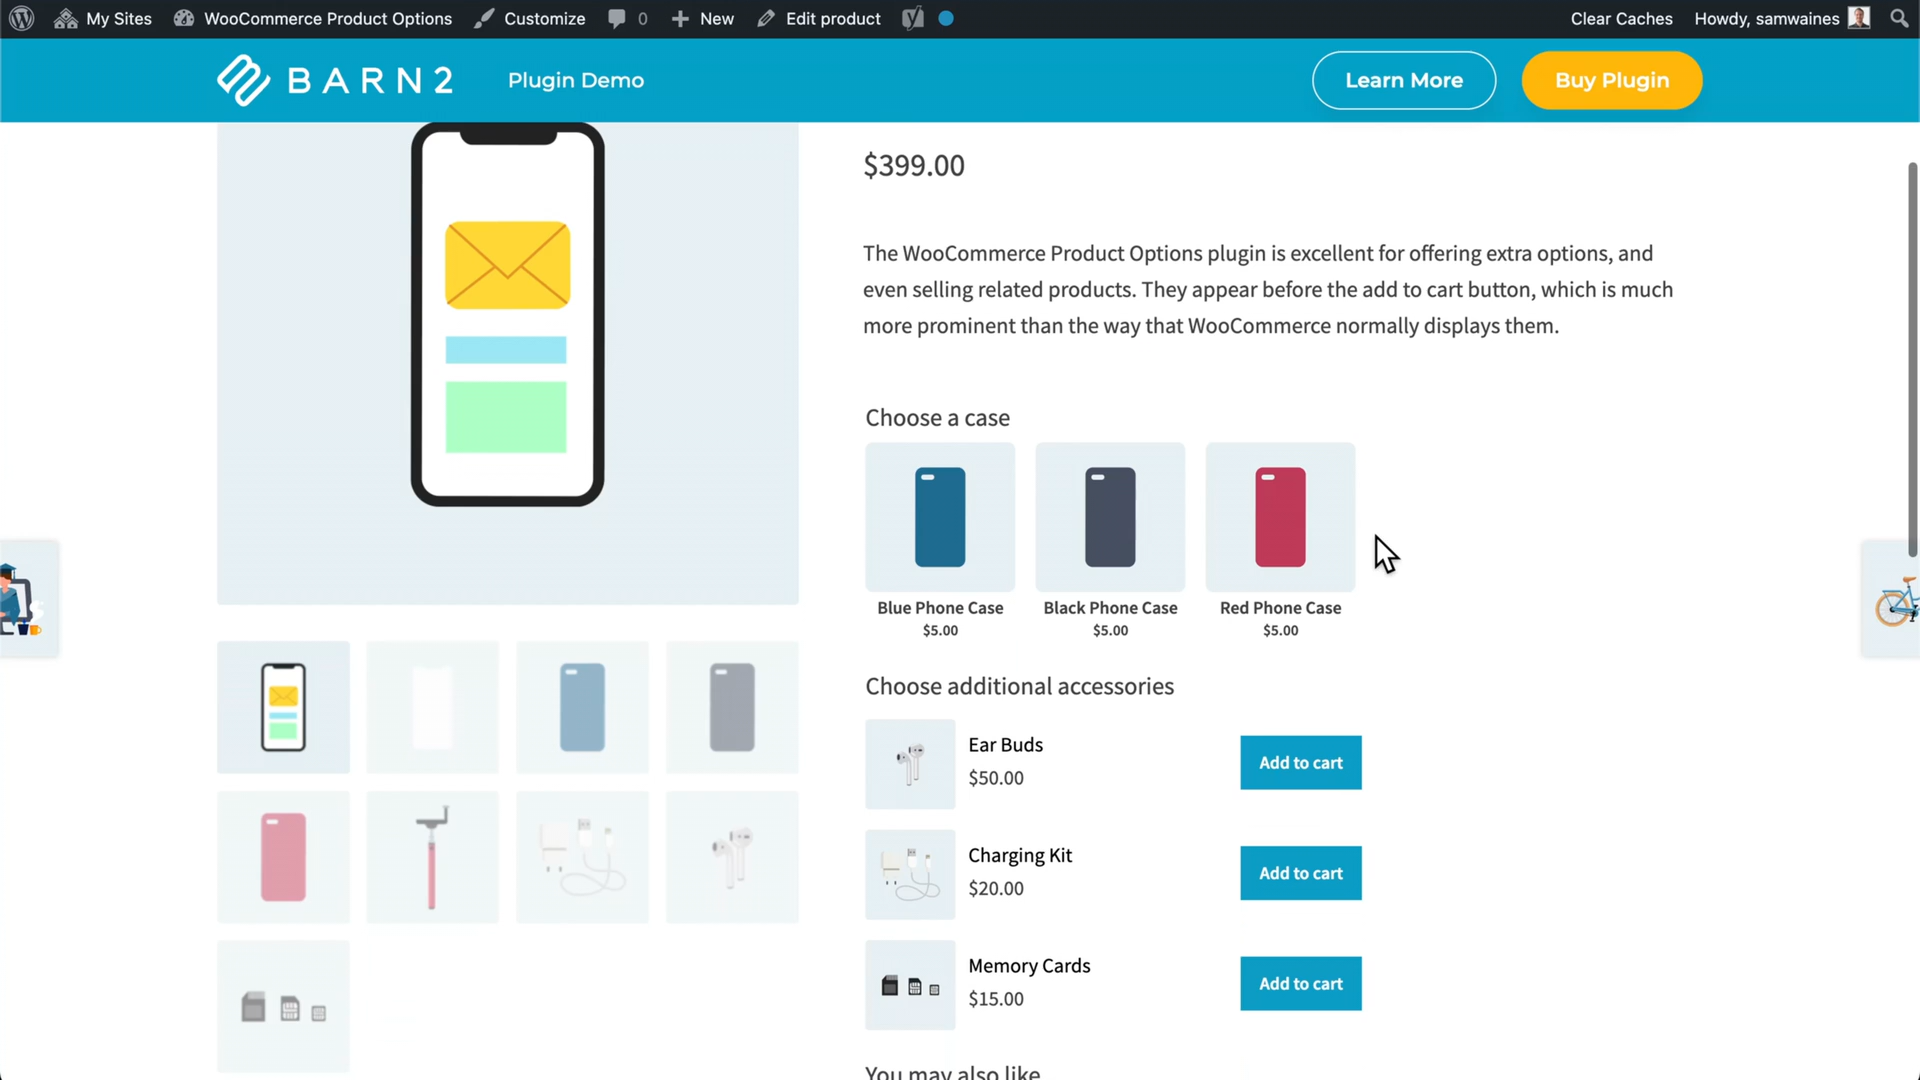 My Sites
WooCommerce Product Options
Customize
0
New
Edit product
Clear Caches
Howdy, samwaines
BARN2
Plugin Demo
Learn More
Buy Plugin
$399.00
The WooCommerce Product Options plugin is excellent for offering extra options, and
even selling related products. They appear before the add to cart button, which is much
more prominent than the way that WooCommerce normally displays them.
Choose a case
Blue Phone Case
$5.00
Black Phone Case
$5.00
Red Phone Case
$5.00
Choose additional accessories
Ear Buds
$50.00
Add to cart
Charging Kit
$20.00
Add to cart
Memory Cards
$15.00
Add to cart
You may also like